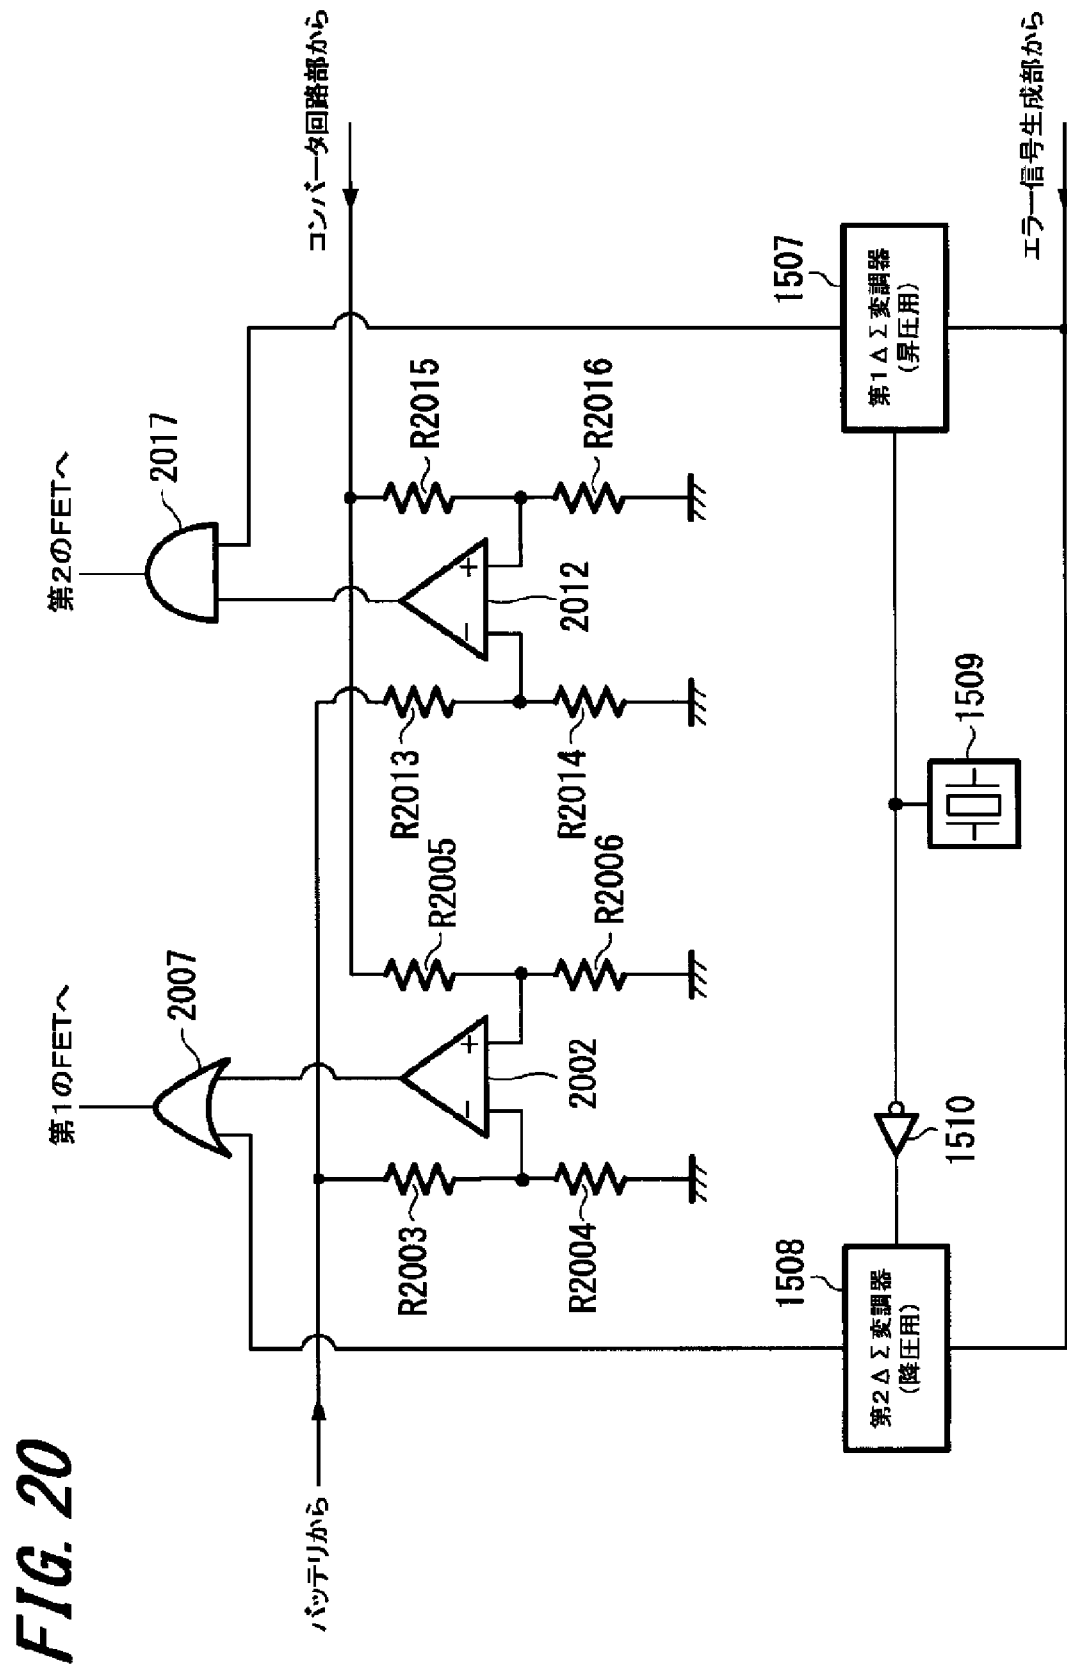 FIG. 20
第1のFETへ
第2のFETへ
2007
2017
バッテリから
コンバータ回路部から
R2003
R2005
R2013
R2015
－
＋
－
＋
2002
2012
R2004
R2006
R2014
R2016
1508
1507
第2ΔΣ変調器
（降圧用）
第1ΔΣ変調器
（昇圧用）
1510
1509
エラー信号生成部から